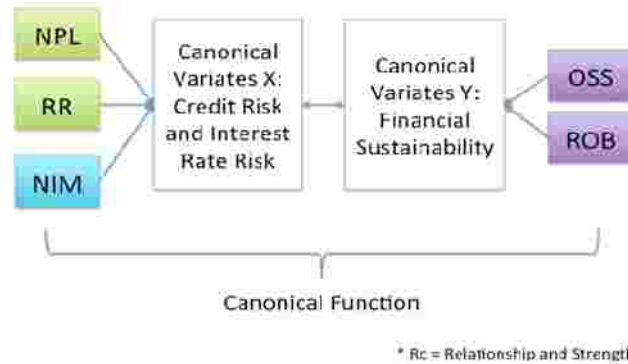 NPL
RR
NIM
Canonical
Variates X:
Credit Risk
and Interest
Rate Risk
Canonical
Variates Y:
Financial
Sustainability
OSS
ROB
Canonical Function
* Rc = Relationship and Strength